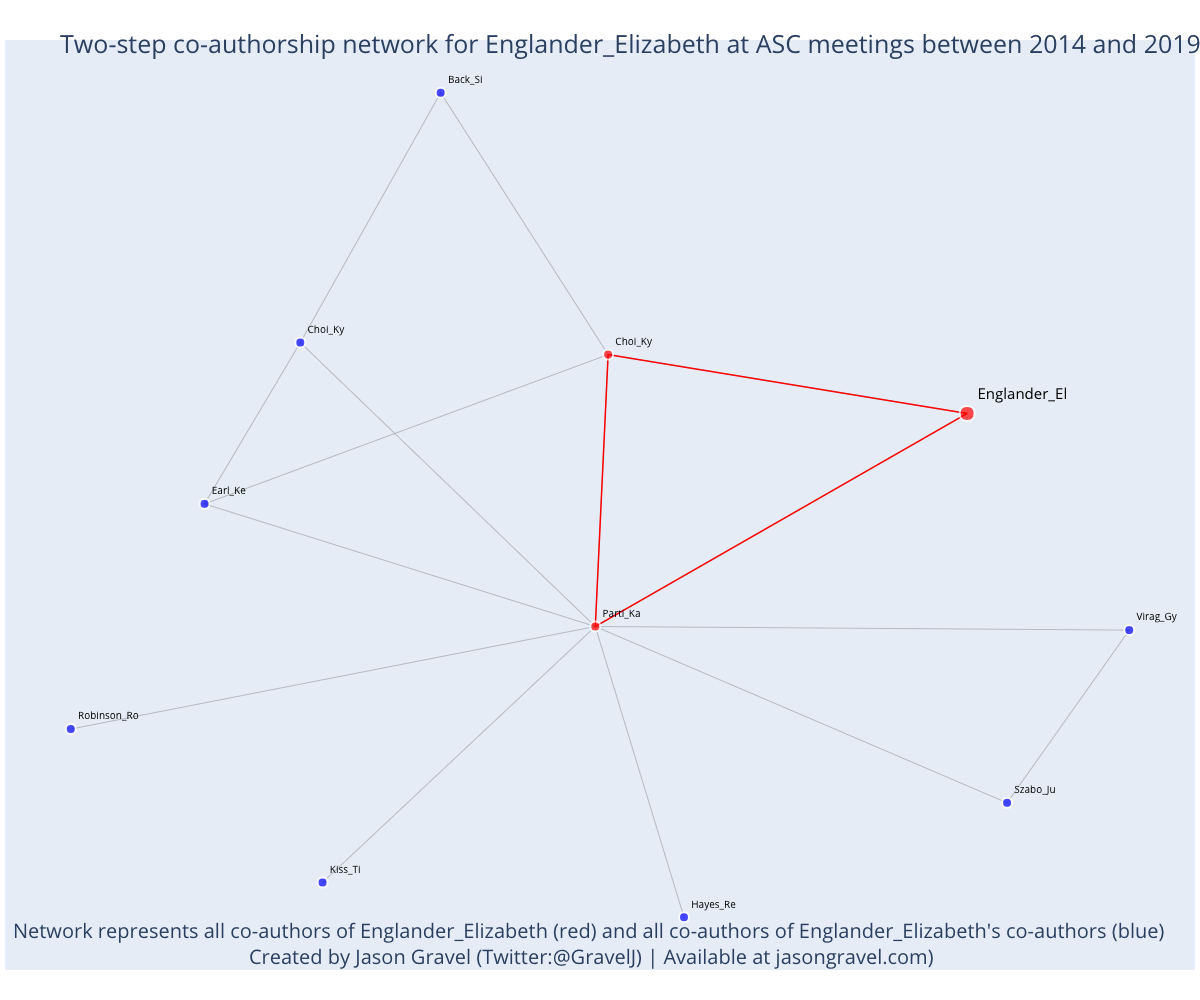 Two-step co-authorship network for Englander_Elizabeth at ASC meetings between 2014 and 2019
Back_Si
Choi_Ky
Choi_Ky
Englander_El
Earl_Ke
Parti_Ka
Virag_Gy
Robinson_Ro
Szabo_Ju
Kiss_Ti
Hayes_Re
Network represents all co-authors of Englander_Elizabeth (red) and all co-authors of Englander_Elizabeth's co-authors (blue)
Created by Jason Gravel (Twitter:@GravelJ) | Available at jasongravel.com)